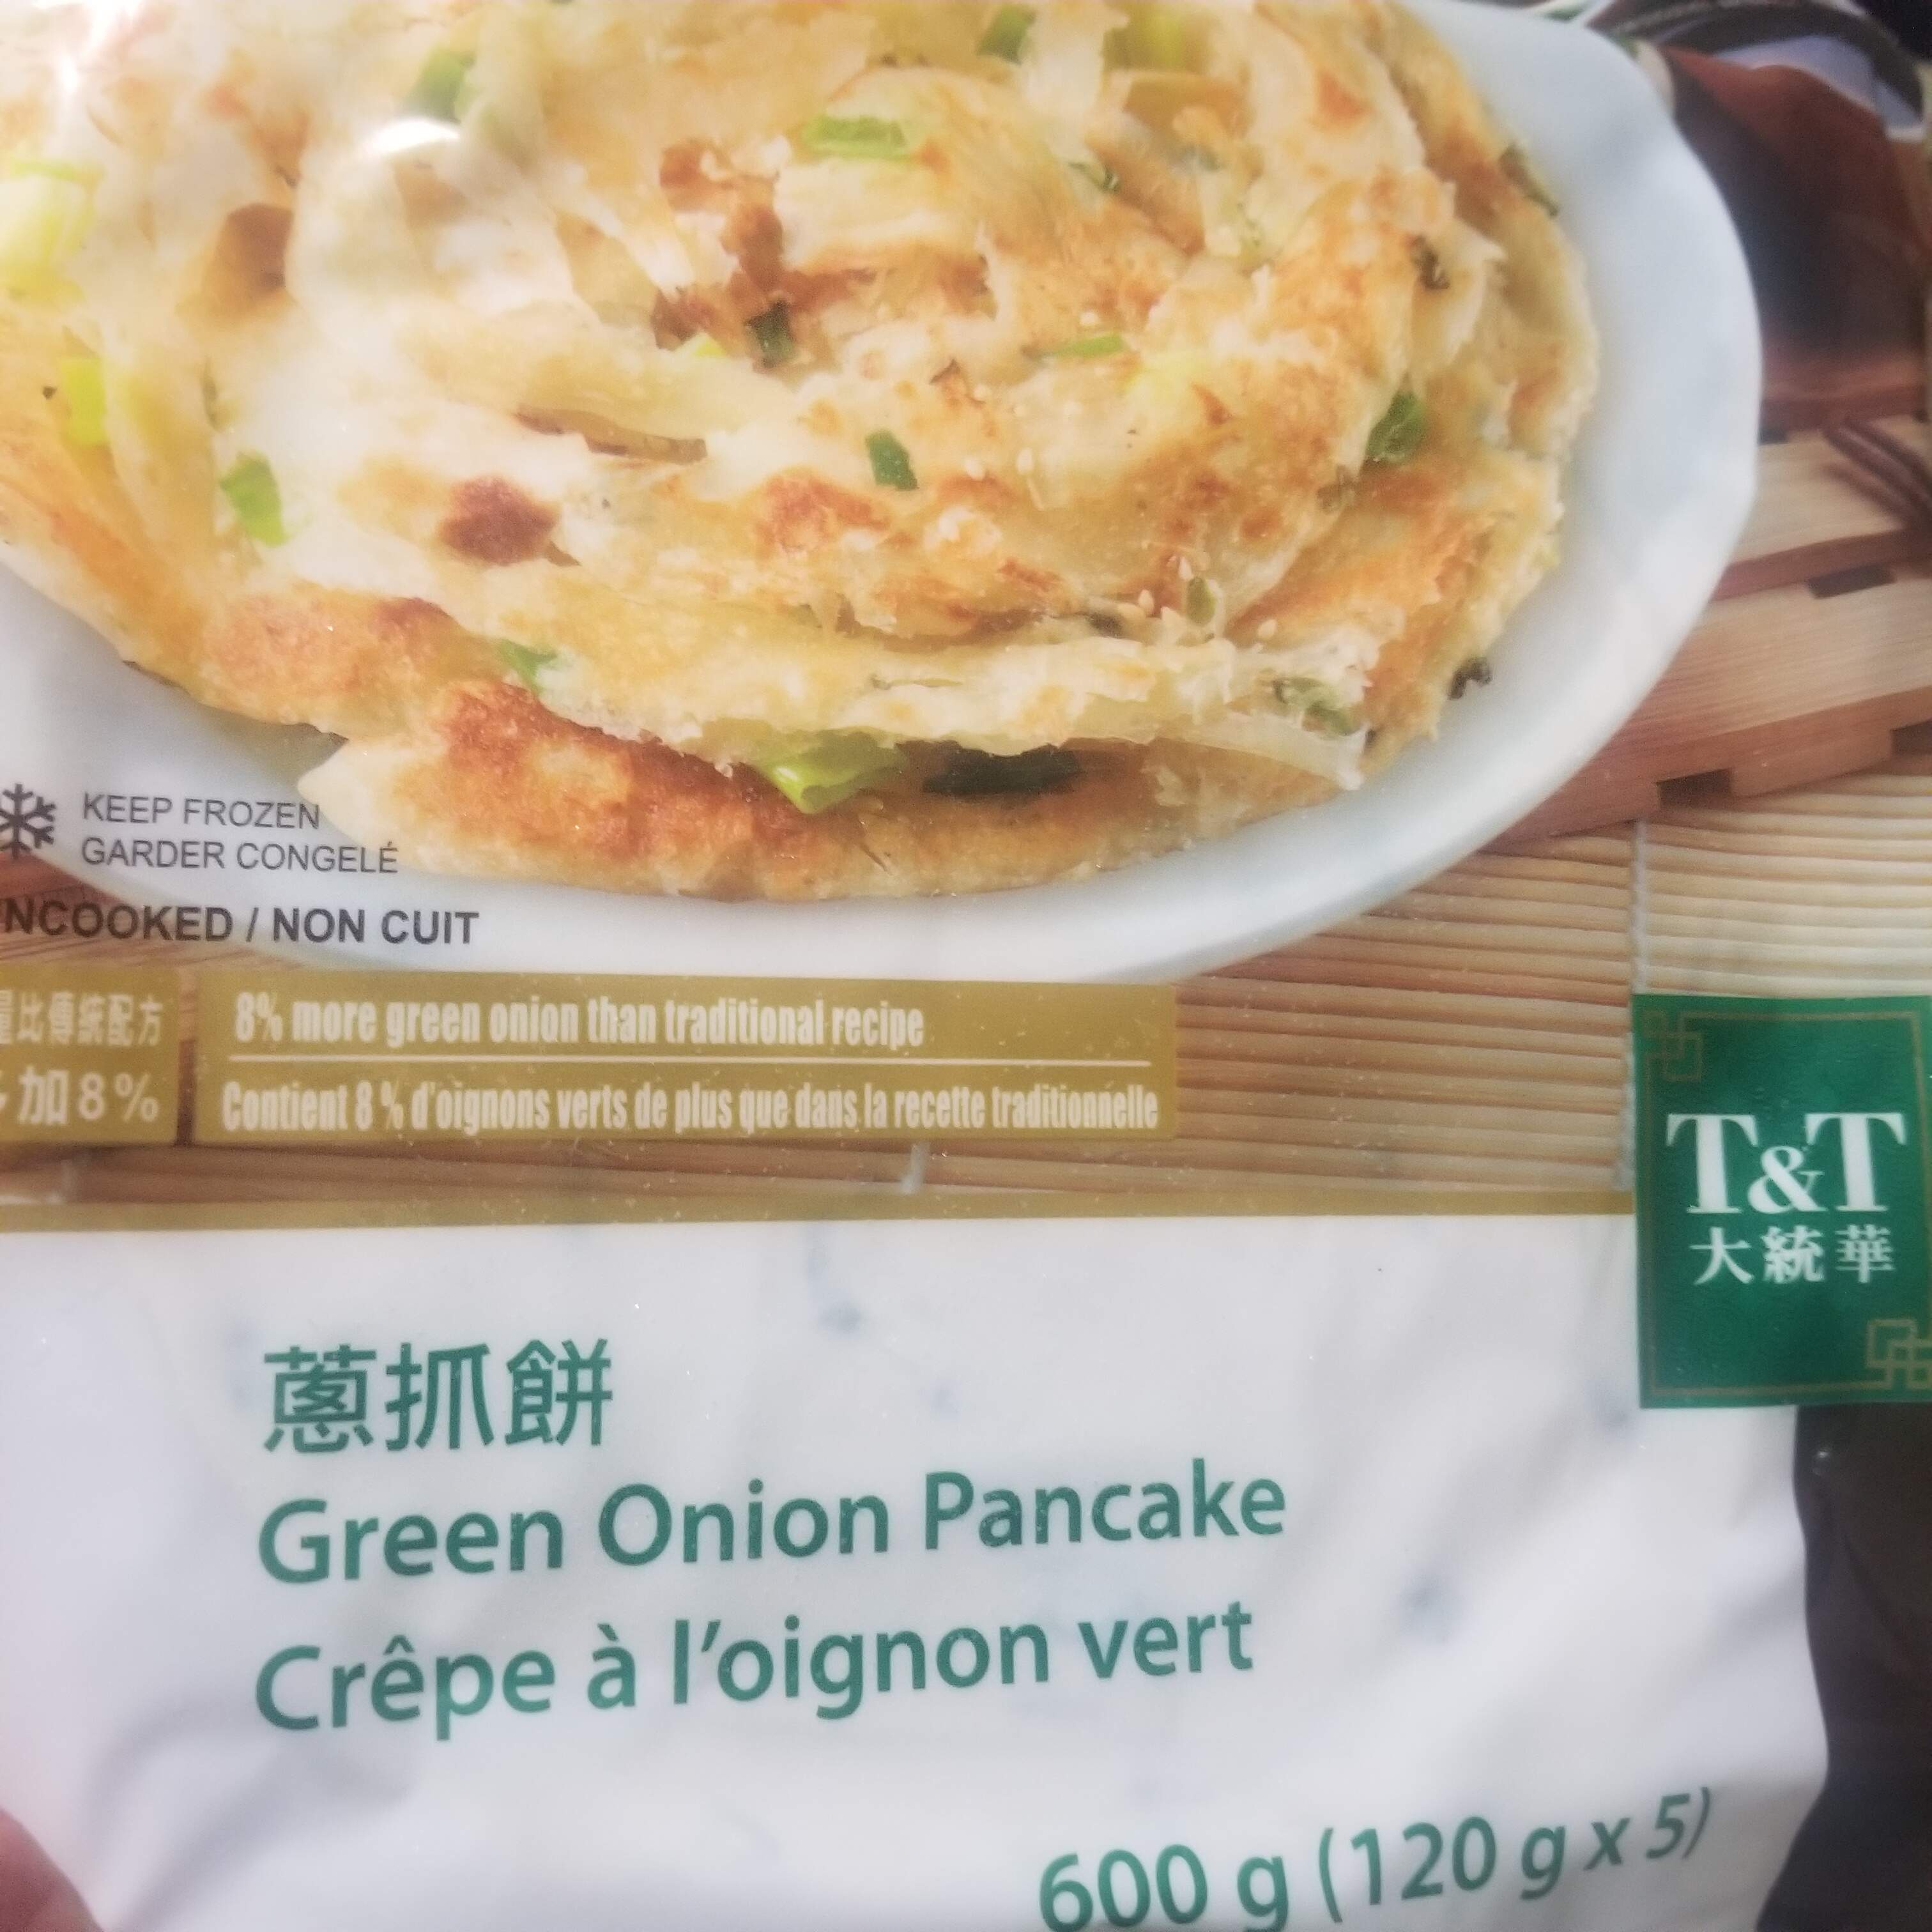 KEEP FROZEN
GARDER CONGELÉ
NCOOKED / NON CUIT
量比傳統配方
多加8%
8% more green onion than traditional recipe
Contient 8 % d'oignons verts de plus que dans la recette traditionnelle
T&T
大統華
蔥抓餅
Green Onion Pancake
Crêpe à l'oignon vert
600 g (120 g x 5)